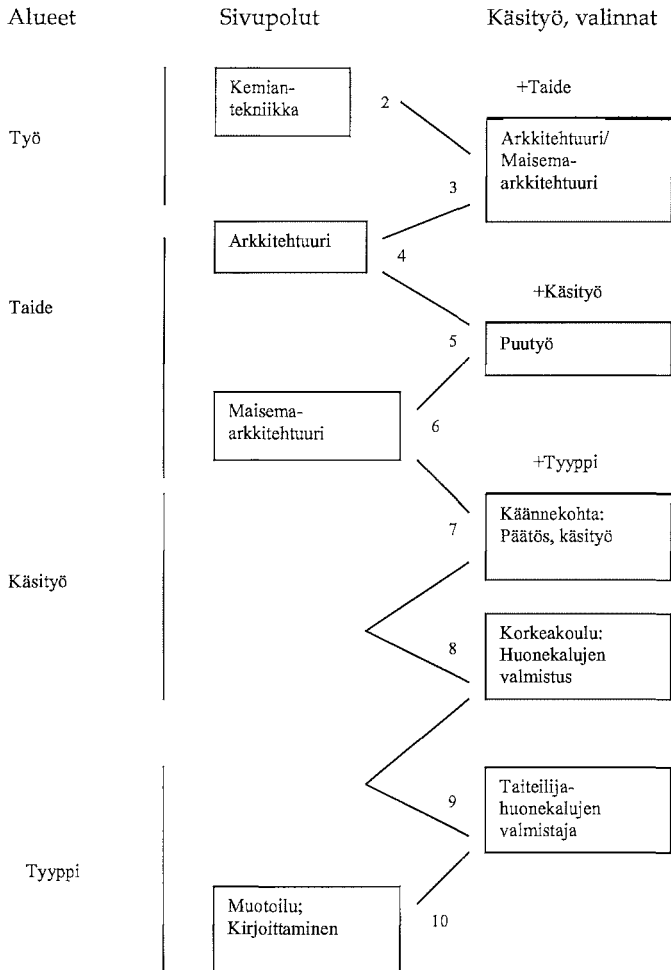 Alueet Sivupolut Käsityö, valinnat
Kemian-
tekniikka
2
+Taide
Työ
Arkkitehtuuri/
Maisema-
arkkitehtuuri
3
Arkkitehtuuri
4
Taide
+Käsityö
5
Puutyö
Maisema-
arkkitehtuuri
6
+Tyyppi
7
Käännekohta:
Päätös, käsityö
Käsityö
8
Korkeakoulu:
Huonekalujen
valmistus
9
Taiteilija-
huonekalujen
valmistaja
Tyyppi
Muotoilu;
Kirjoittaminen
10